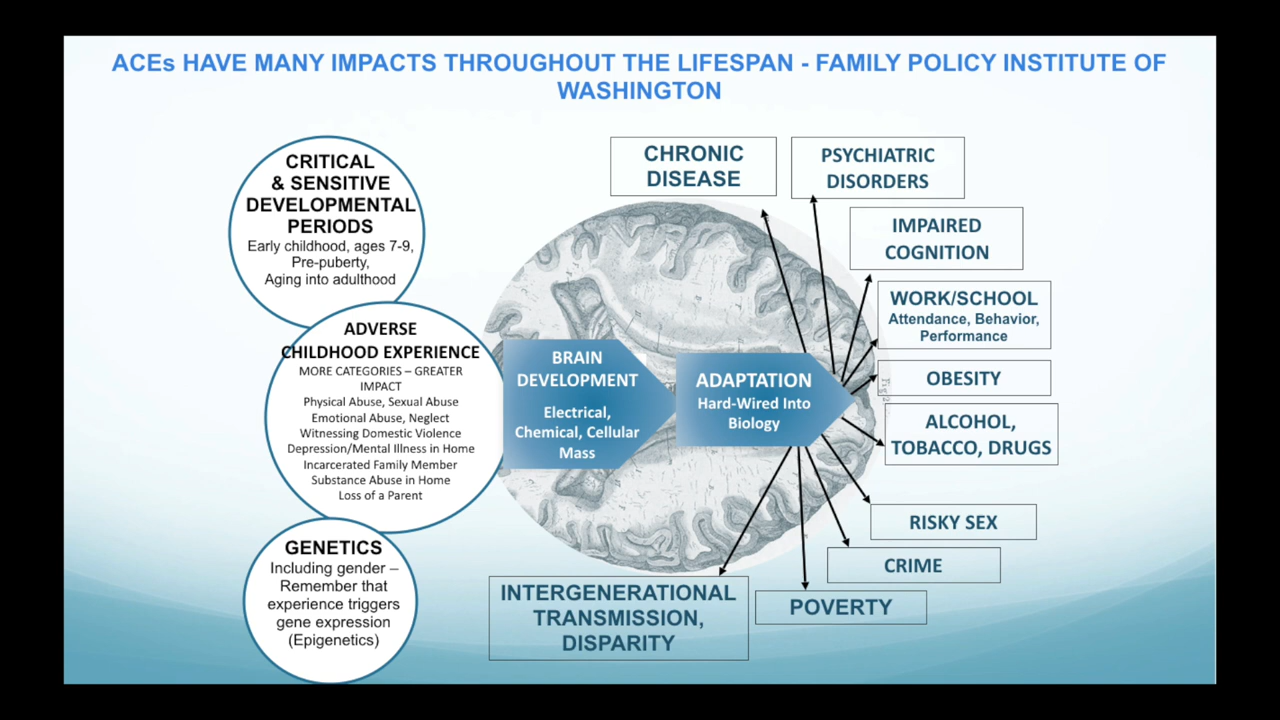 ACEs HAVE MANY IMPACTS THROUGHOUT THE LIFESPAN - FAMILY POLICY INSTITUTE OF
WASHINGTON
CRITICAL
& SENSITIVE
DEVELOPMENTAL
PERIODS
Early childhood, ages 7-9,
Pre-puberty,
Aging into adulthood
ADVERSE
CHILDHOOD EXPERIENCE
MORE CATEGORIES – GREATER
IMPACT
Physical Abuse, Sexual Abuse
Emotional Abuse, Neglect
Witnessing Domestic Violence
Depression/Mental Illness in Home
Incarcerated Family Member
Substance Abuse in Home
Loss of a Parent
GENETICS
Including gender –
Remember that
experience triggers
gene expression
(Epigenetics)
BRAIN
DEVELOPMENT
Electrical,
Chemical, Cellular
Mass
ADAPTATION
Hard-Wired Into
Biology
CHRONIC
DISEASE
PSYCHIATRIC
DISORDERS
IMPAIRED
COGNITION
WORK/SCHOOL
Attendance, Behavior,
Performance
OBESITY
ALCOHOL,
TOBACCO, DRUGS
RISKY SEX
CRIME
POVERTY
INTERGENERATIONAL
TRANSMISSION,
DISPARITY